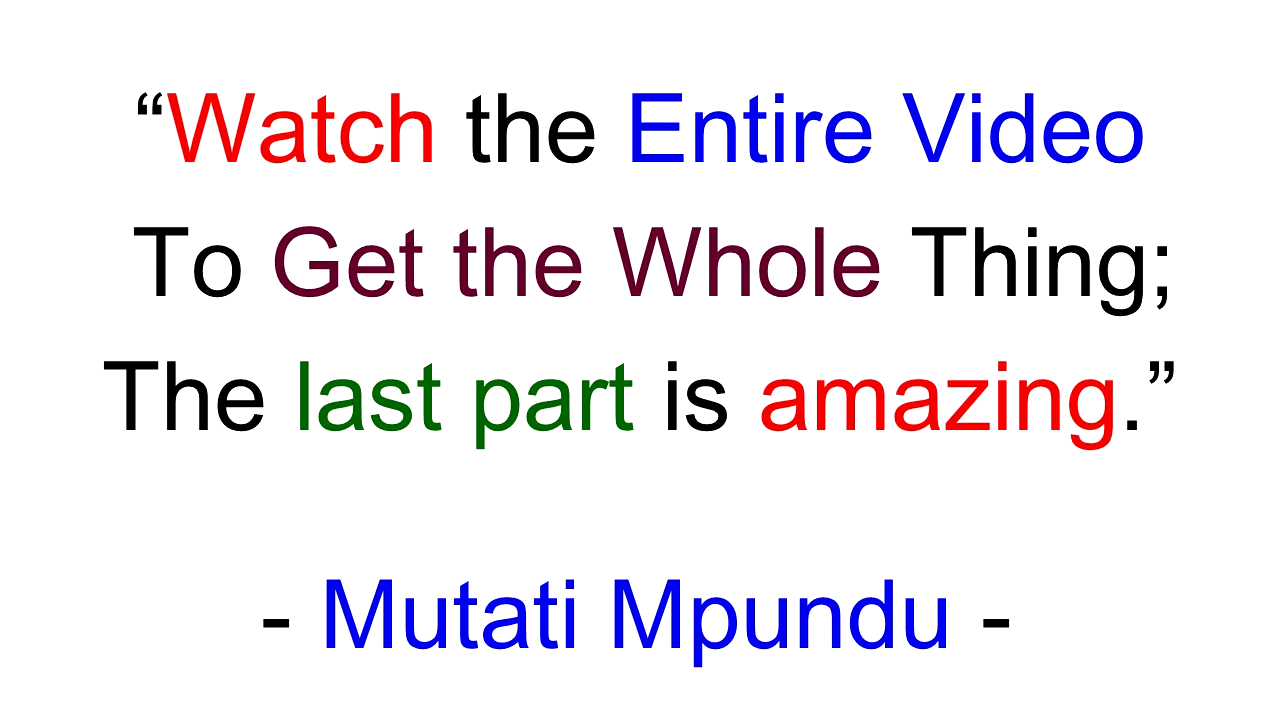 “Watch the Entire Video
To Get the Whole Thing;
The last part is amazing.”
- Mutati Mpundu -